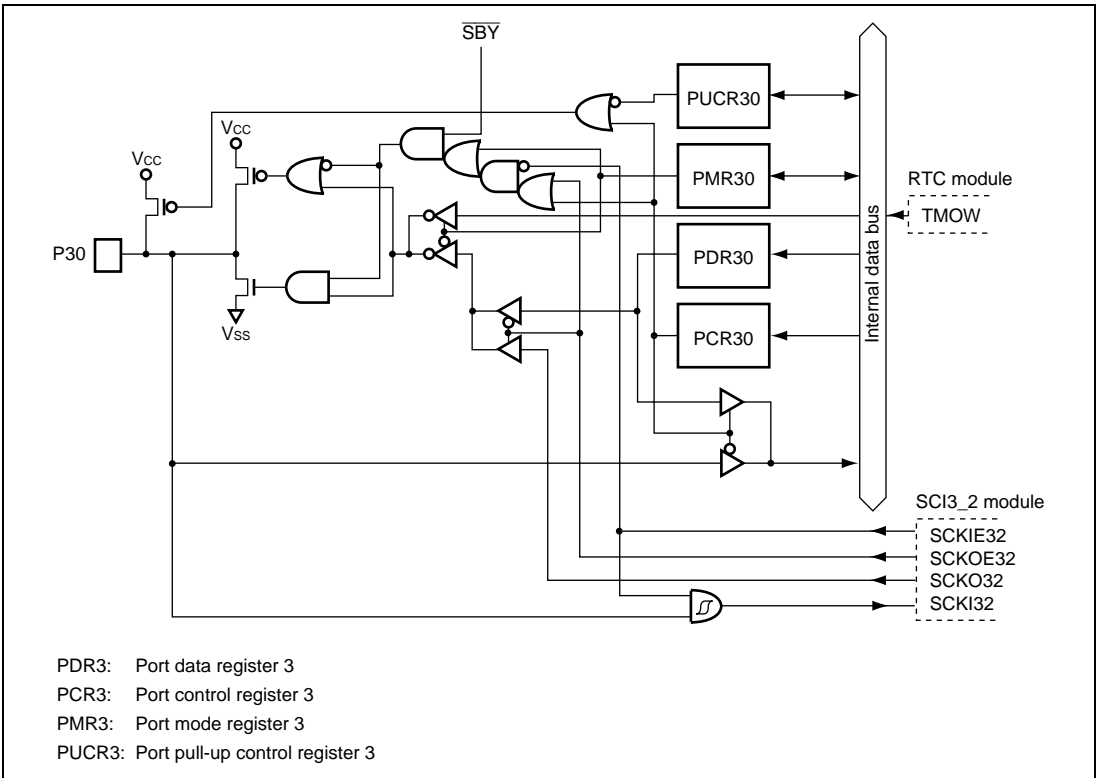 SBY
PUCR30
VCC
VCC
PMR30
RTC module
TMOW
P30
PDR30
Internal data bus
VSS
PCR30
SCI3_2 module
SCKIE32
SCKOE32
SCKO32
SCKI32
PDR3: Port data register 3
PCR3: Port control register 3
PMR3: Port mode register 3
PUCR3: Port pull-up control register 3